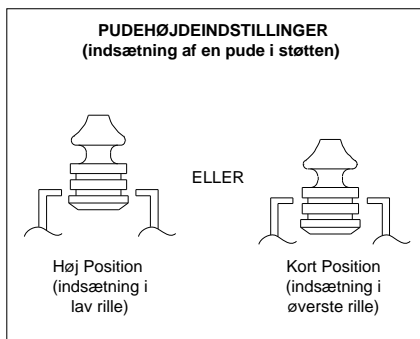 PUDEHØJDEINDSTILLINGER
(indsætning af en pude i støtten)
ELLER
Høj Position
(indsætning i
lav rille)
Kort Position
(indsætning i
øverste rille)